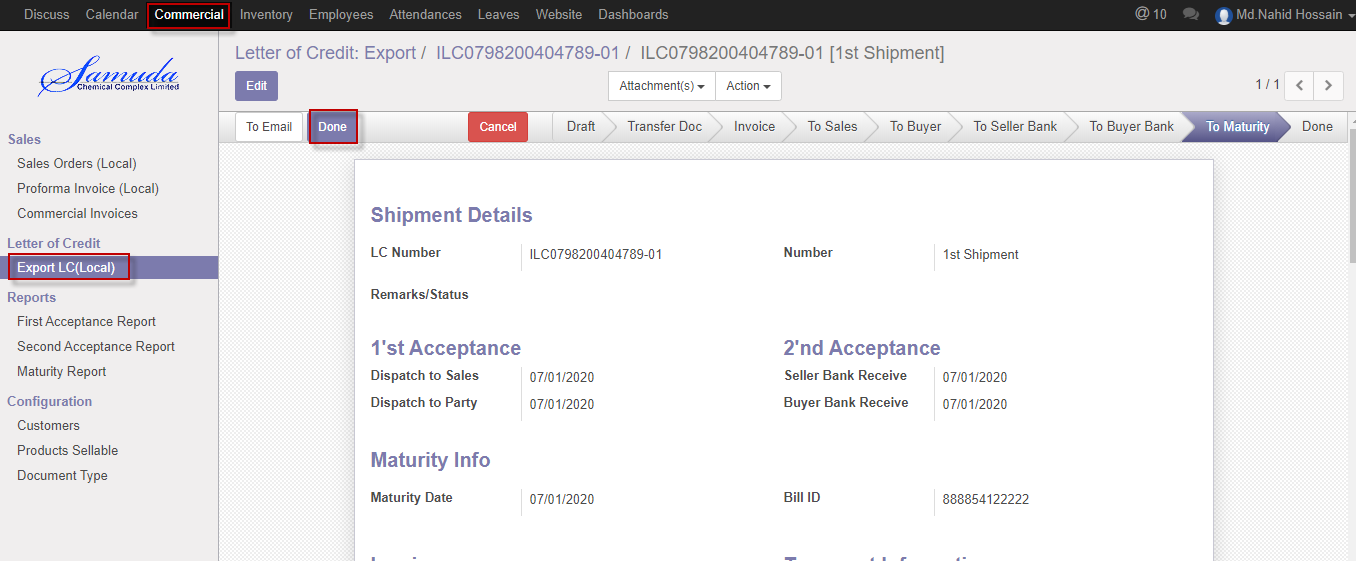 Discuss Calendar Commercial Inventory Employees Attendances Leaves Website Dashboards @ 10 Md.Nahid Hossain
Samuda
Chemical Complex Limited
Letter of Credit: Export / ILC0798200404789-01 / ILC0798200404789-01 [1st Shipment]
Edit Attachment(s) Action 1 / 1
To Email Done Cancel Draft Transfer Doc Invoice To Sales To Buyer To Seller Bank To Buyer Bank To Maturity Done
Sales
Sales Orders (Local)
Proforma Invoice (Local)
Commercial Invoices
Letter of Credit
Export LC(Local)
Reports
First Acceptance Report
Second Acceptance Report
Maturity Report
Configuration
Customers
Products Sellable
Document Type
Shipment Details
LC Number ILC0798200404789-01 Number 1st Shipment
Remarks/Status
1'st Acceptance 2'nd Acceptance
Dispatch to Sales 07/01/2020 Seller Bank Receive 07/01/2020
Dispatch to Party 07/01/2020 Buyer Bank Receive 07/01/2020
Maturity Info
Maturity Date 07/01/2020 Bill ID 888854122222